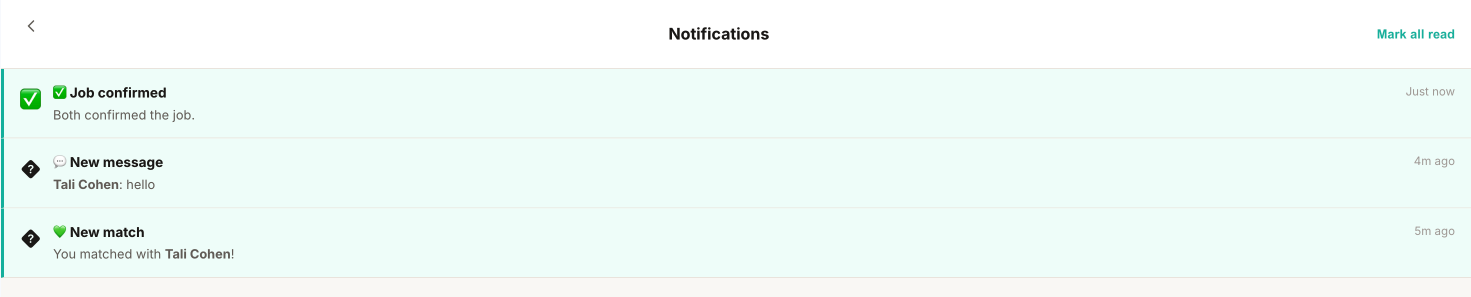 Notifications
Mark all read
✅ Job confirmed
Just now
Both confirmed the job.
💬 New message
4m ago
Tali Cohen: hello
💚 New match
5m ago
You matched with Tali Cohen!